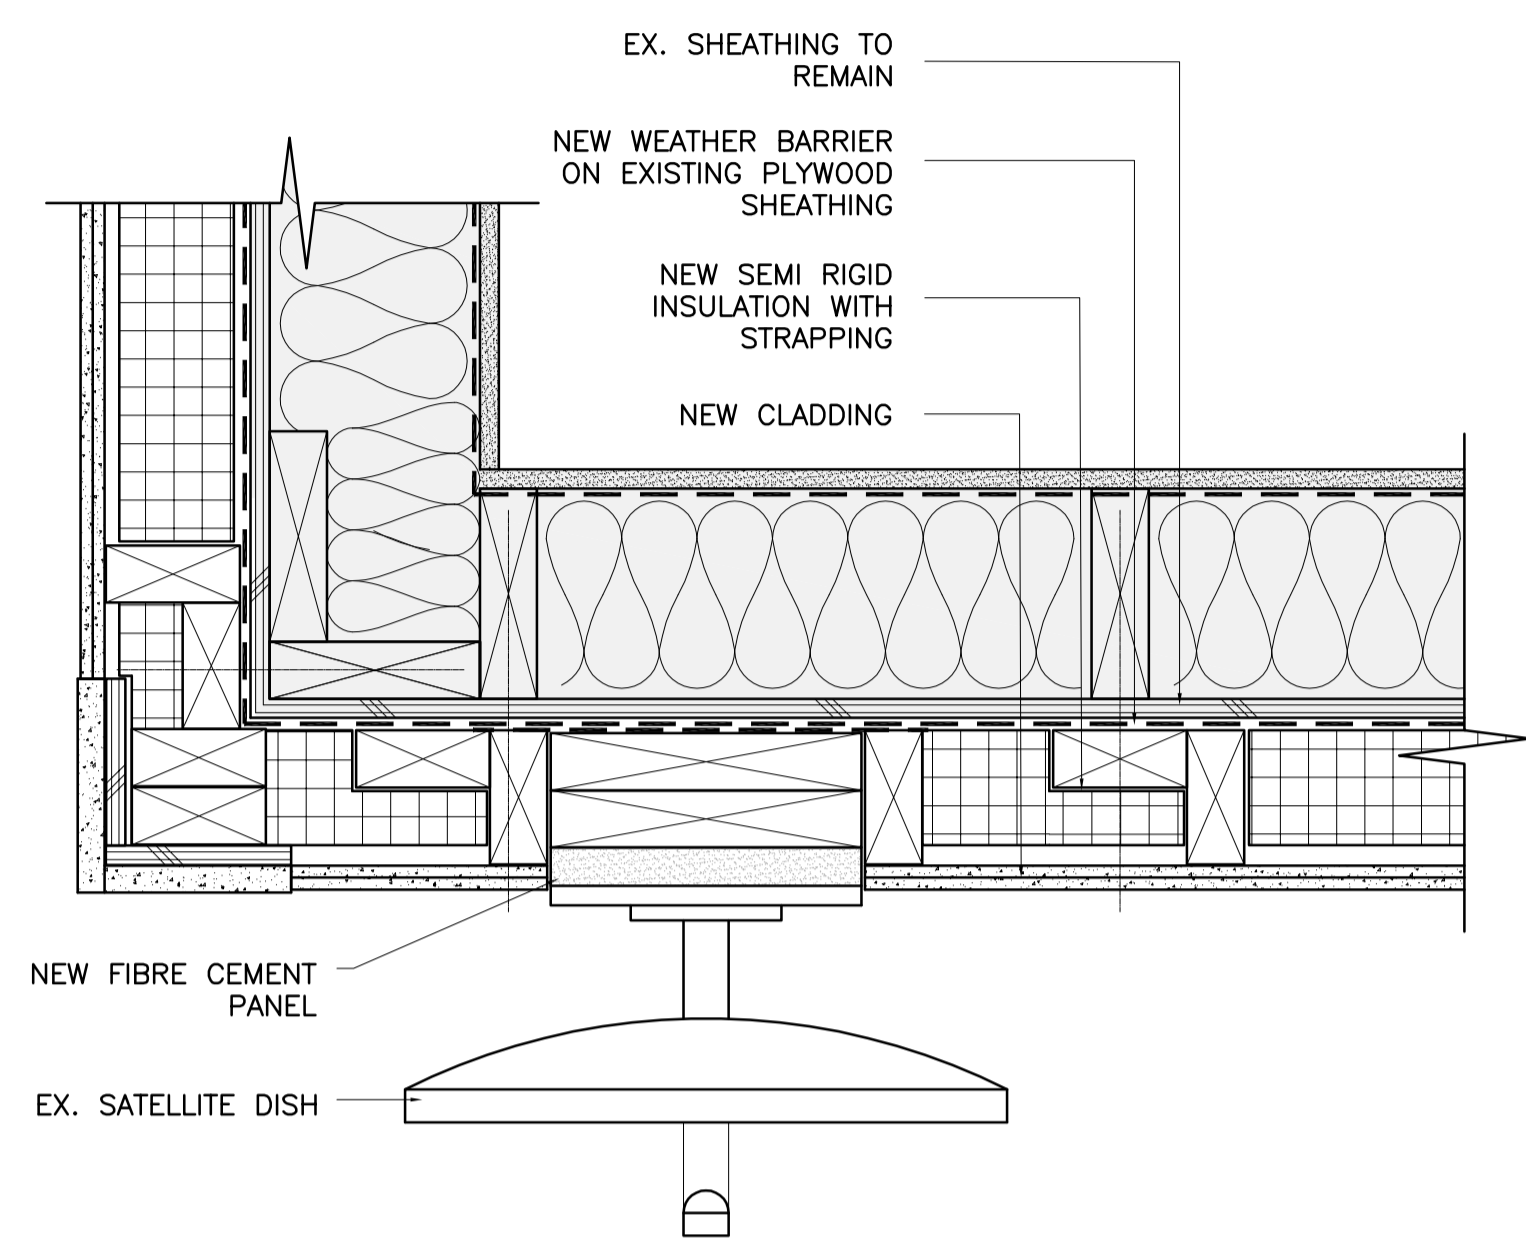 EX. SHEATHING TO
REMAIN
NEW WEATHER BARRIER
ON EXISTING PLYWOOD
SHEATHING
NEW SEMI RIGID
INSULATION WITH
STRAPPING
NEW CLADDING
NEW FIBRE CEMENT
PANEL
EX. SATELLITE DISH